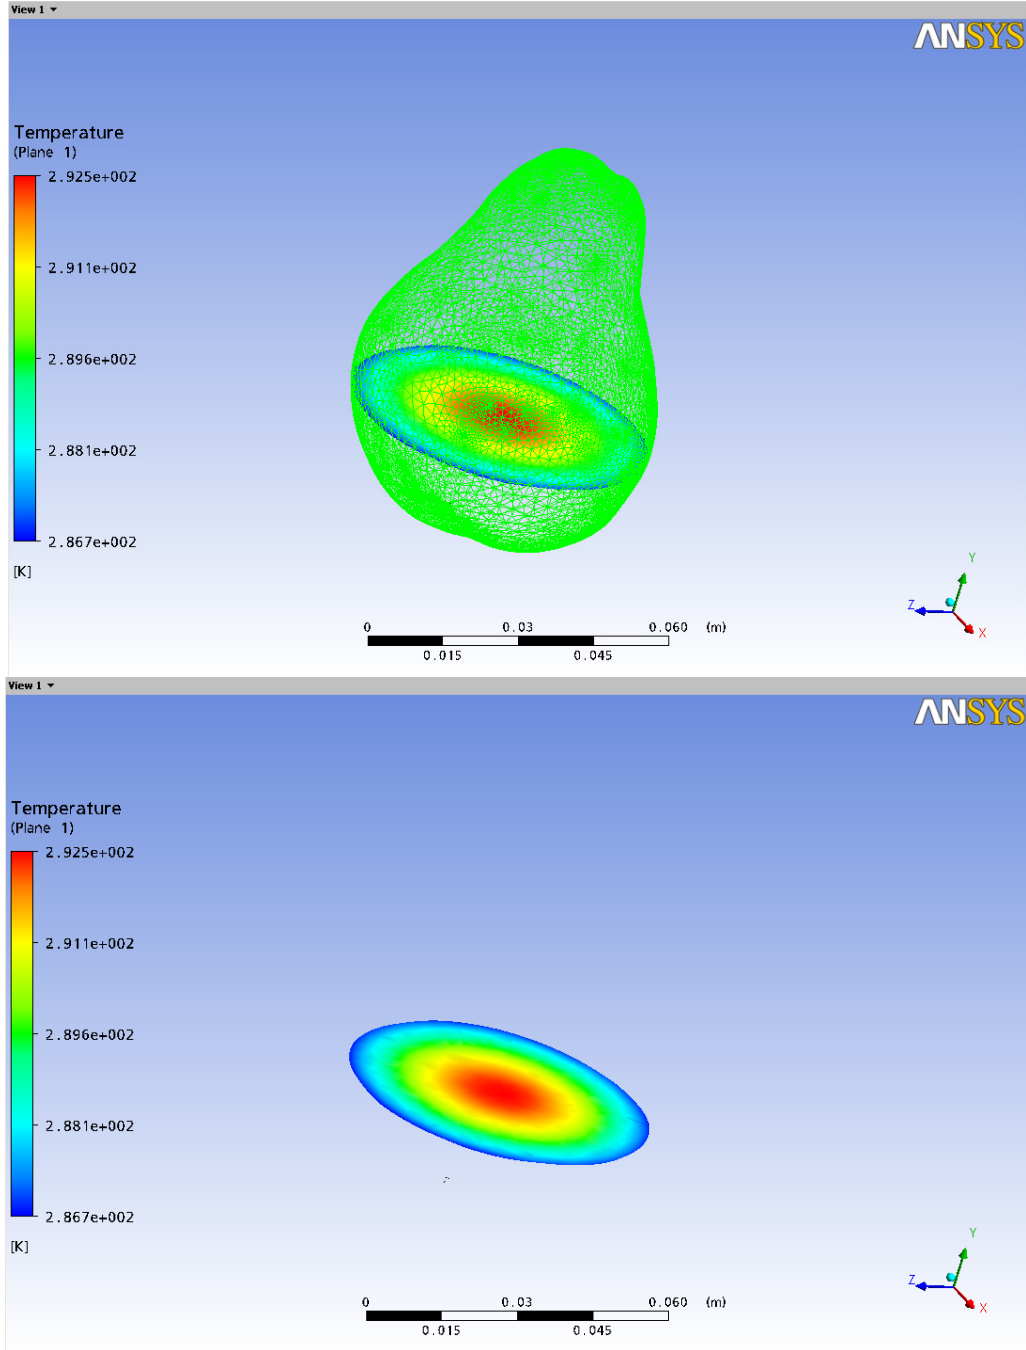 View 1
ANSYS
Temperature
(Plane 1)
2.925e+002
2.911e+002
2.896e+002
2.881e+002
2.867e+002
[K]
Y
Z
X
0 0.03 0.060 (m)
0.015 0.045
View 1
ANSYS
Temperature
(Plane 1)
2.925e+002
2.911e+002
2.896e+002
2.881e+002
2.867e+002
[K]
Y
Z
X
0 0.03 0.060 (m)
0.015 0.045